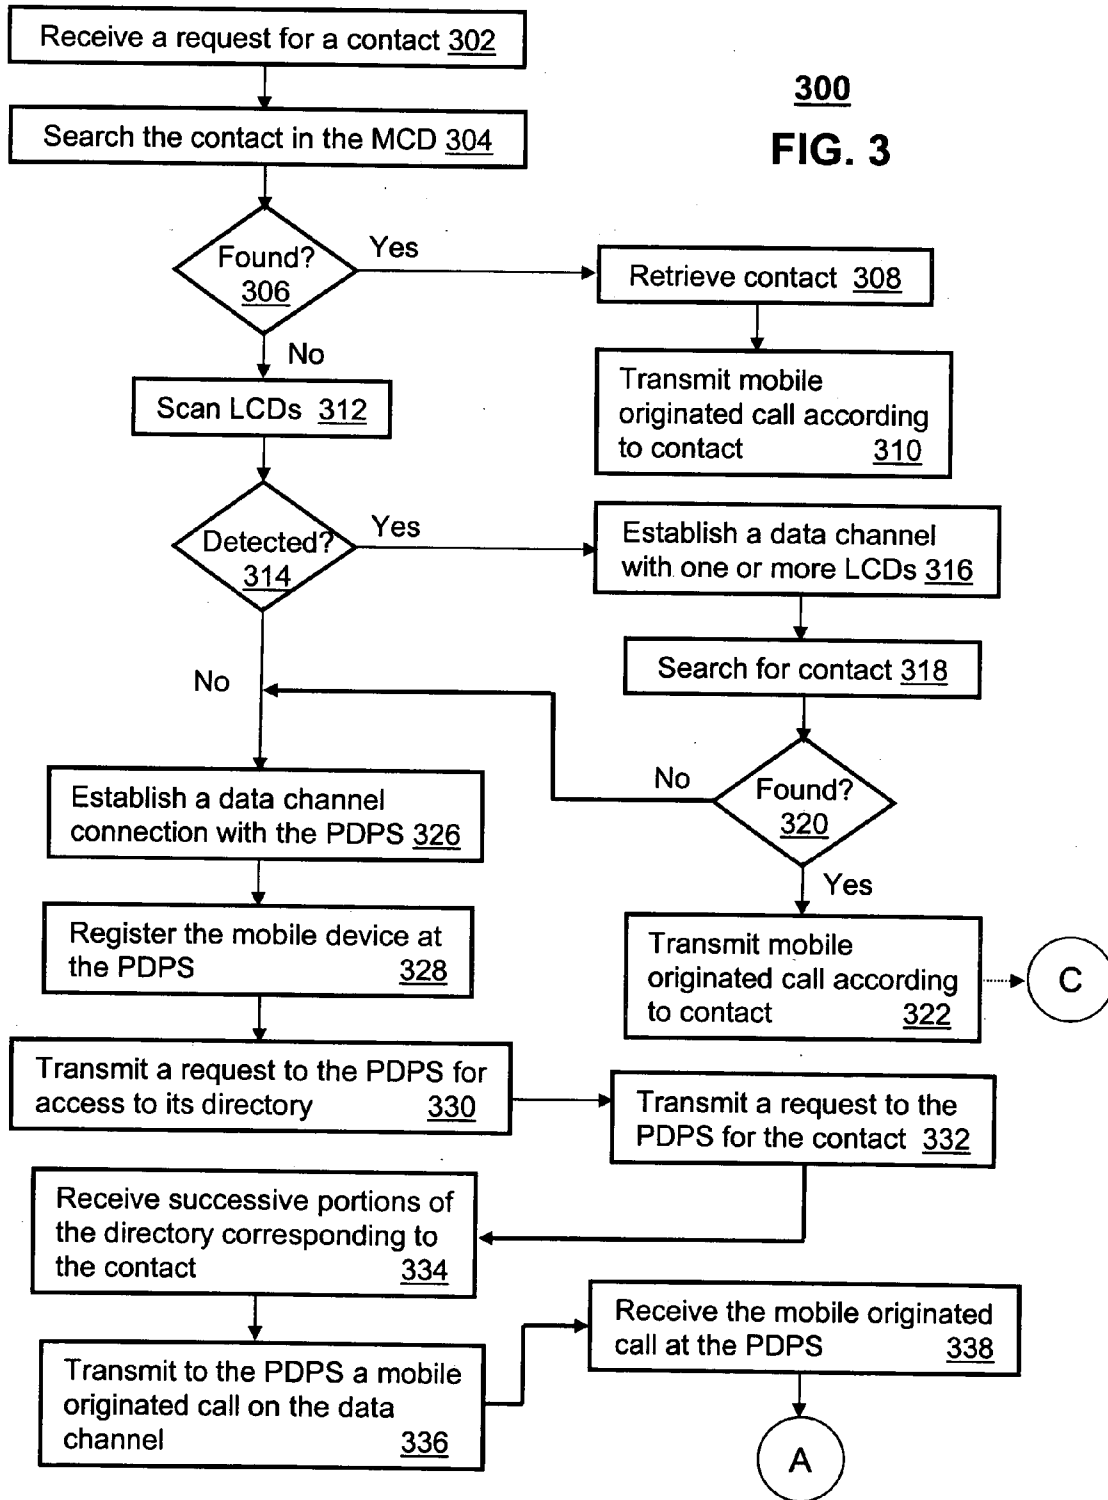 Receive a request for a contact 302
300
FIG. 3
Search the contact in the MCD 304
Found?
306
Yes
Retrieve contact 308
No
Transmit mobile
originated call according
to contact 310
Scan LCDs 312
Detected?
314
Yes
Establish a data channel
with one or more LCDs 316
Search for contact 318
No
Found?
320
No
Yes
Establish a data channel
connection with the PDPS 326
Register the mobile device at
the PDPS 328
Transmit mobile
originated call according
to contact 322
C
Transmit a request to the PDPS for
access to its directory 330
Transmit a request to the
PDPS for the contact 332
Receive successive portions of
the directory corresponding to
the contact 334
Receive the mobile originated
call at the PDPS 338
Transmit to the PDPS a mobile
originated call on the data
channel 336
A